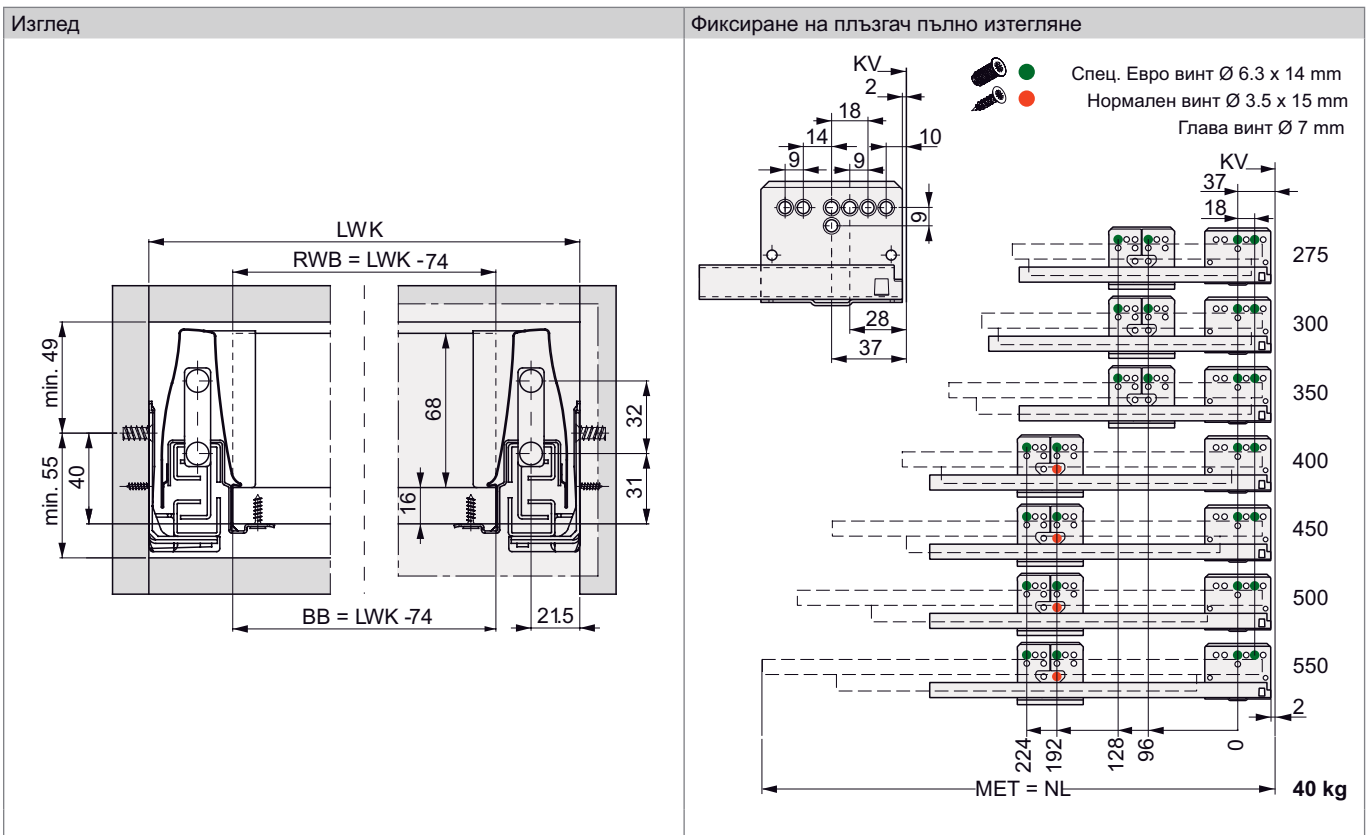 Изглед
Фиксиране на плъзгач пълно изтегляне
LWK
RWB = LWK -74
min. 49
min. 55
40
68
16
32
31
BB = LWK -74
21.5
KV
2
18
14
10
9
9
9
28
37
Спец. Евро винт Ø 6.3 x 14 mm
Нормален винт Ø 3.5 x 15 mm
Глава винт Ø 7 mm
KV
37
18
275
300
350
400
450
500
550
2
224
192
128
96
0
MET = NL
40 kg